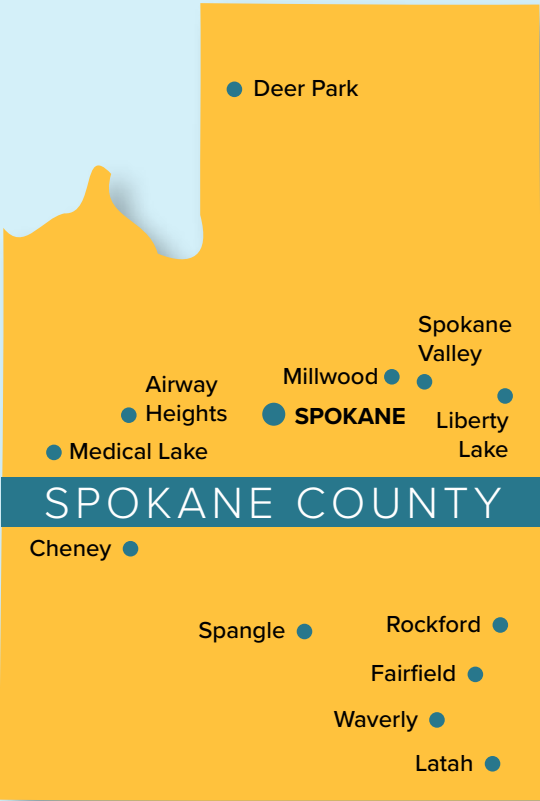 Deer Park
Spokane
Valley
Millwood
Airway
Heights
SPOKANE
Liberty
Lake
Medical Lake
SPOKANE COUNTY
Cheney
Spangle
Rockford
Fairfield
Waverly
Latah